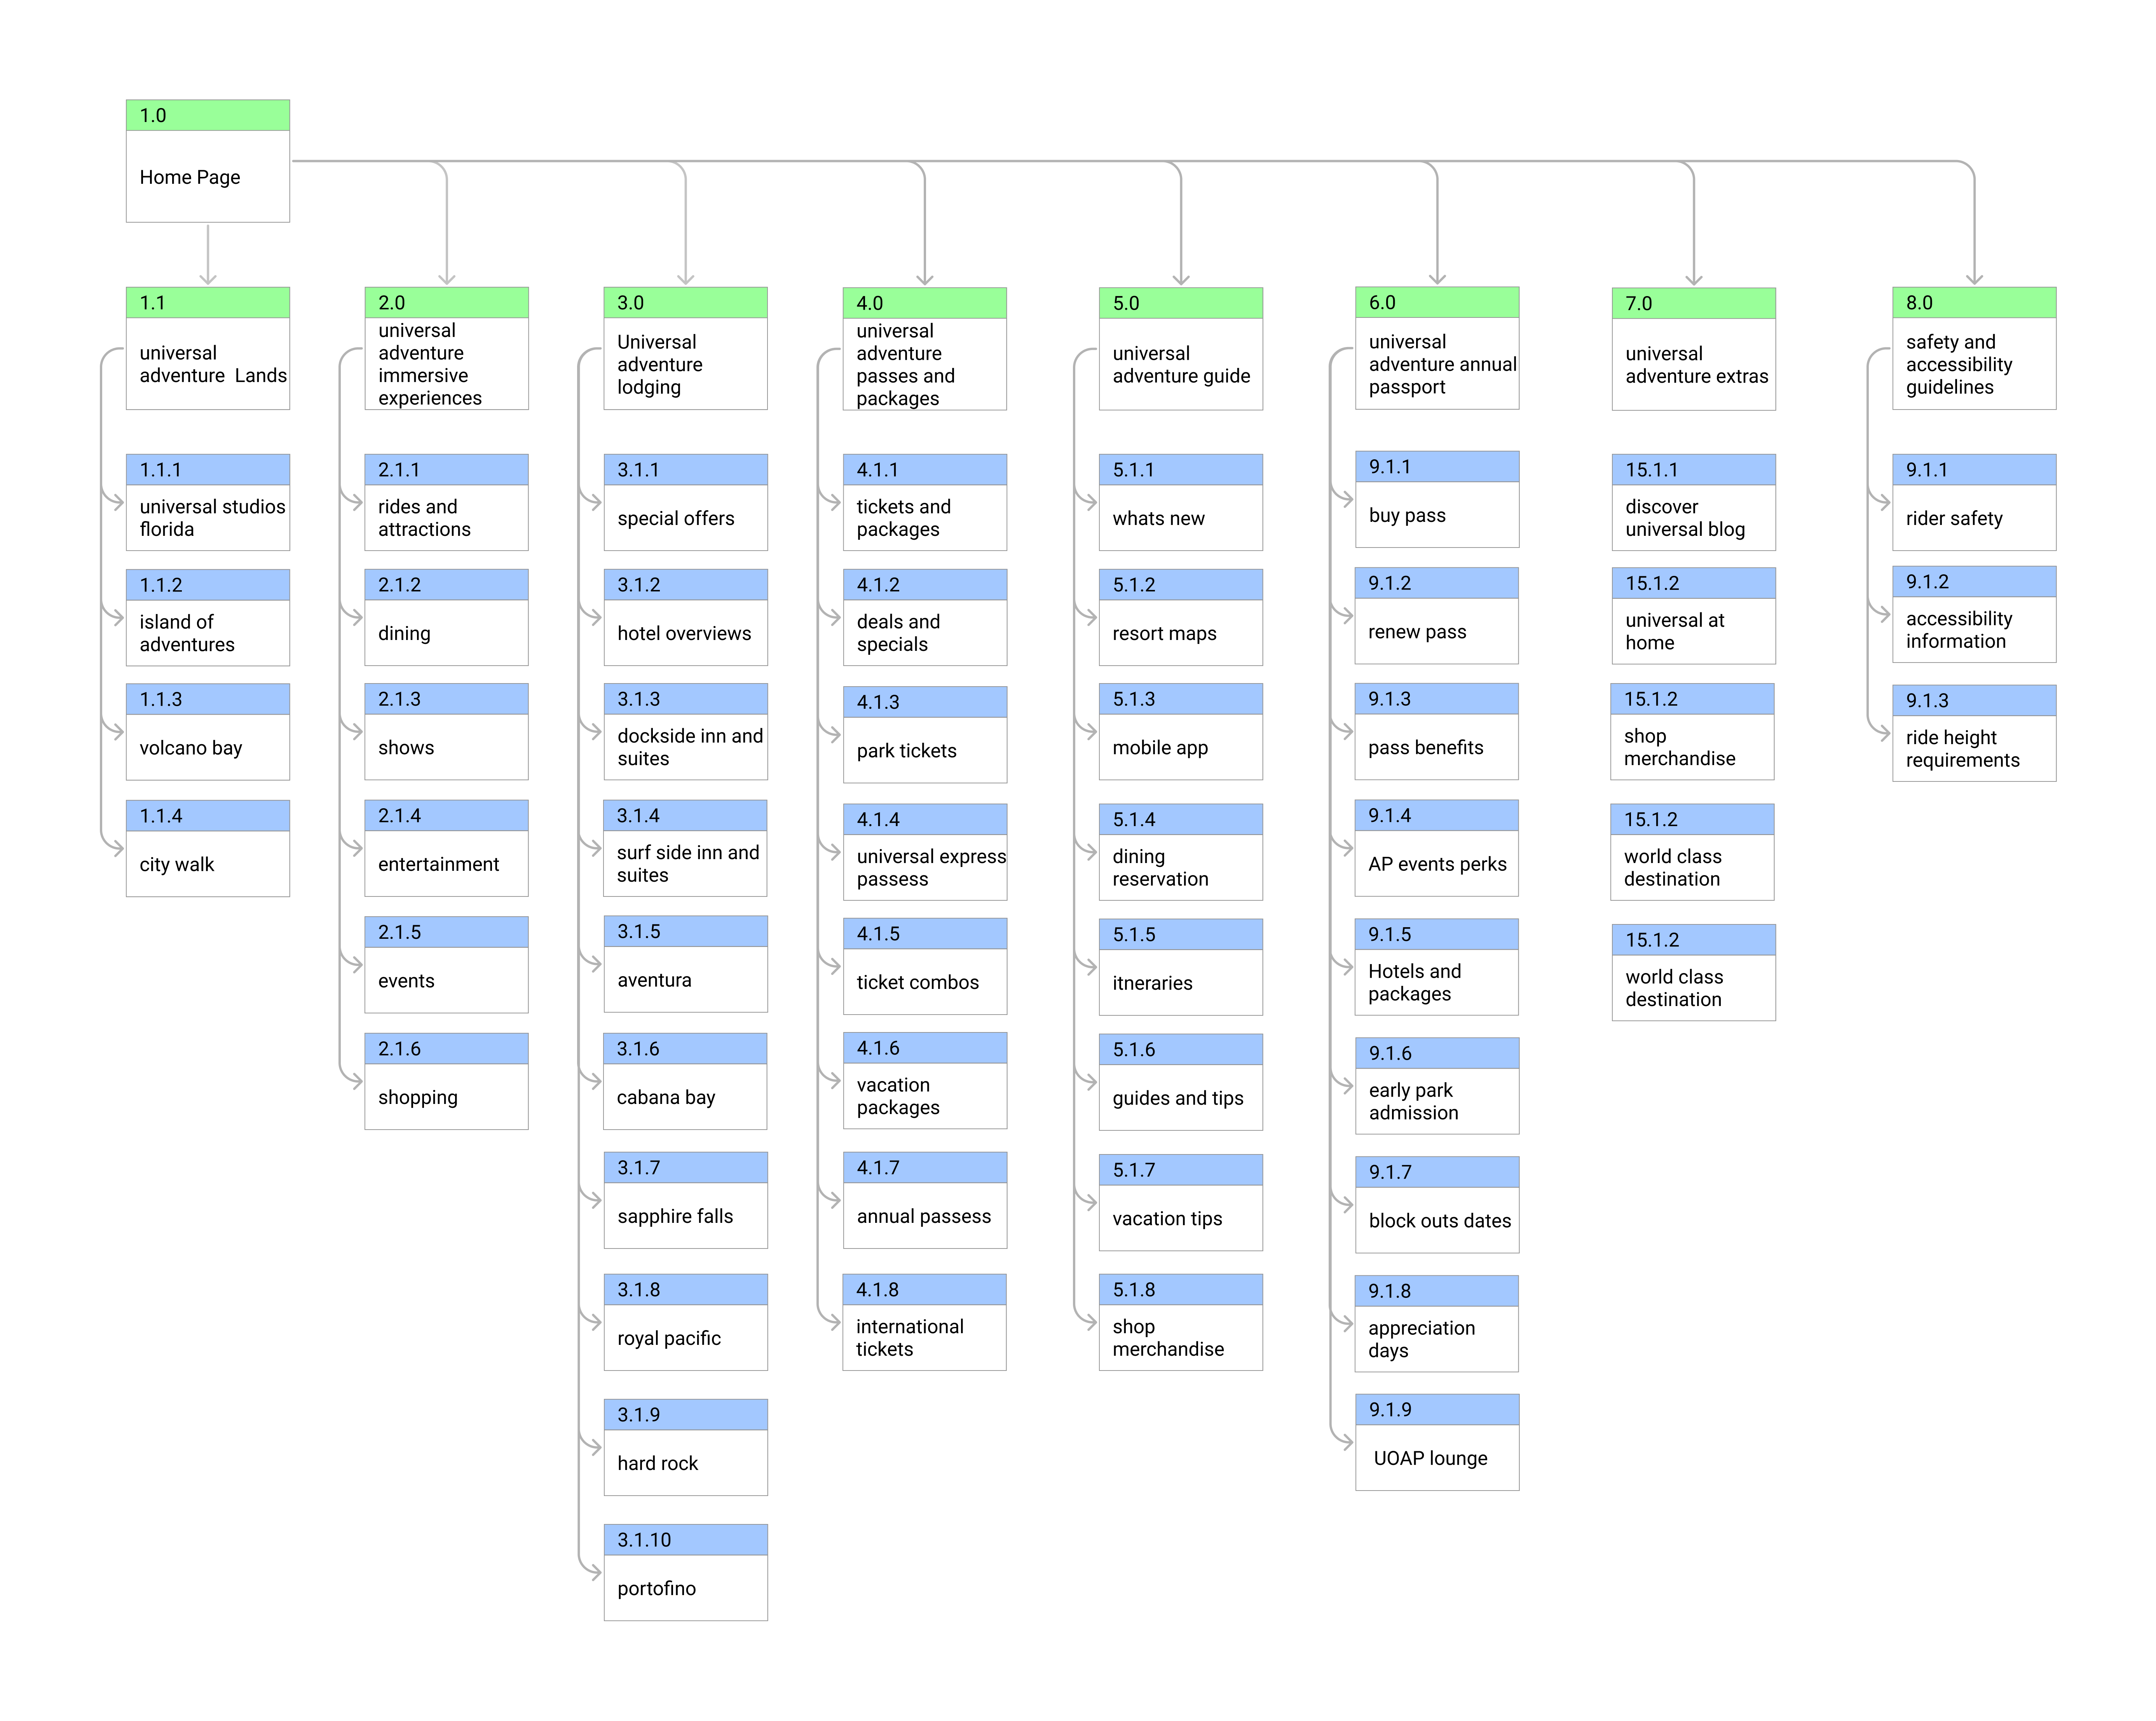 1.0
Home Page
1.1
universal
adventure  Lands
1.1.1
universal studios
florida
1.1.2
island of
adventures
1.1.3
volcano bay
1.1.4
city walk
2.0
universal
adventure
immersive
experiences
2.1.1
rides and
attractions
2.1.2
dining
2.1.3
shows
2.1.4
entertainment
2.1.5
events
2.1.6
shopping
3.0
Universal
adventure
lodging
3.1.1
special offers
3.1.2
hotel overviews
3.1.3
dockside inn and
suites
3.1.4
surf side inn and
suites
3.1.5
aventura
3.1.6
cabana bay
3.1.7
sapphire falls
3.1.8
royal pacific
3.1.9
hard rock
3.1.10
portofino
4.0
universal
adventure
passes and
packages
4.1.1
tickets and
packages
4.1.2
deals and
specials
4.1.3
park tickets
4.1.4
universal express
passess
4.1.5
ticket combos
4.1.6
vacation
packages
4.1.7
annual passess
4.1.8
international
tickets
5.0
universal
adventure guide
5.1.1
whats new
5.1.2
resort maps
5.1.3
mobile app
5.1.4
dining
reservation
5.1.5
itneraries
5.1.6
guides and tips
5.1.7
vacation tips
5.1.8
shop
merchandise
6.0
universal
adventure annual
passport
9.1.1
buy pass
9.1.2
renew pass
9.1.3
pass benefits
9.1.4
AP events perks
9.1.5
Hotels and
packages
9.1.6
early park
admission
9.1.7
block outs dates
9.1.8
appreciation
days
9.1.9
UOAP lounge
7.0
universal
adventure extras
15.1.1
discover
universal blog
15.1.2
universal at
home
15.1.2
shop
merchandise
15.1.2
world class
destination
15.1.2
world class
destination
8.0
safety and
accessibility
guidelines
9.1.1
rider safety
9.1.2
accessibility
information
9.1.3
ride height
requirements